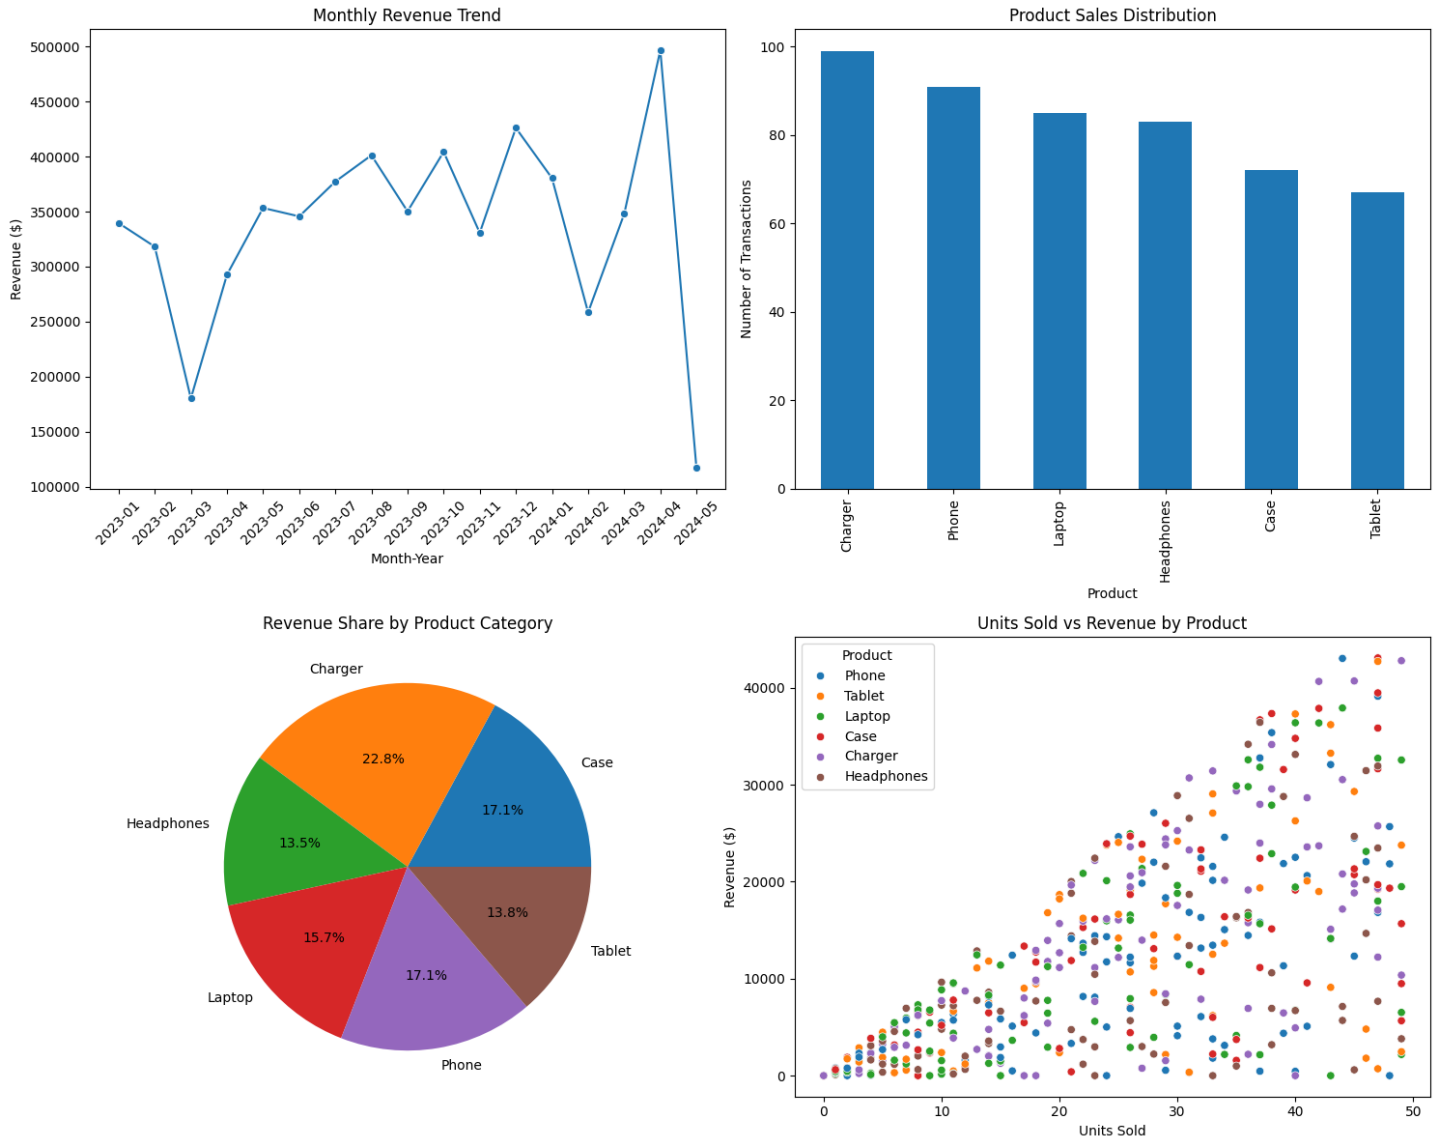 Monthly Revenue Trend
500000
450000
400000
350000
300000
250000
200000
150000
100000
Revenue ($)
2023-01
2023-02
2023-03
2023-04
2023-05
2023-06
2023-07
2023-08
2023-09
2023-10
2023-11
2023-12
2024-01
2024-02
2024-03
2024-04
2024-05
Month-Year
Product Sales Distribution
100
80
60
40
20
0
Number of Transactions
Charger
Phone
Laptop
Headphones
Case
Tablet
Product
Revenue Share by Product Category
Charger
22.8%
Case
17.1%
Headphones
13.5%
Laptop
15.7%
Phone
17.1%
Tablet
13.8%
Units Sold vs Revenue by Product
Product
Phone
Tablet
Laptop
Case
Charger
Headphones
40000
30000
20000
10000
0
Revenue ($)
0
10
20
30
40
50
Units Sold